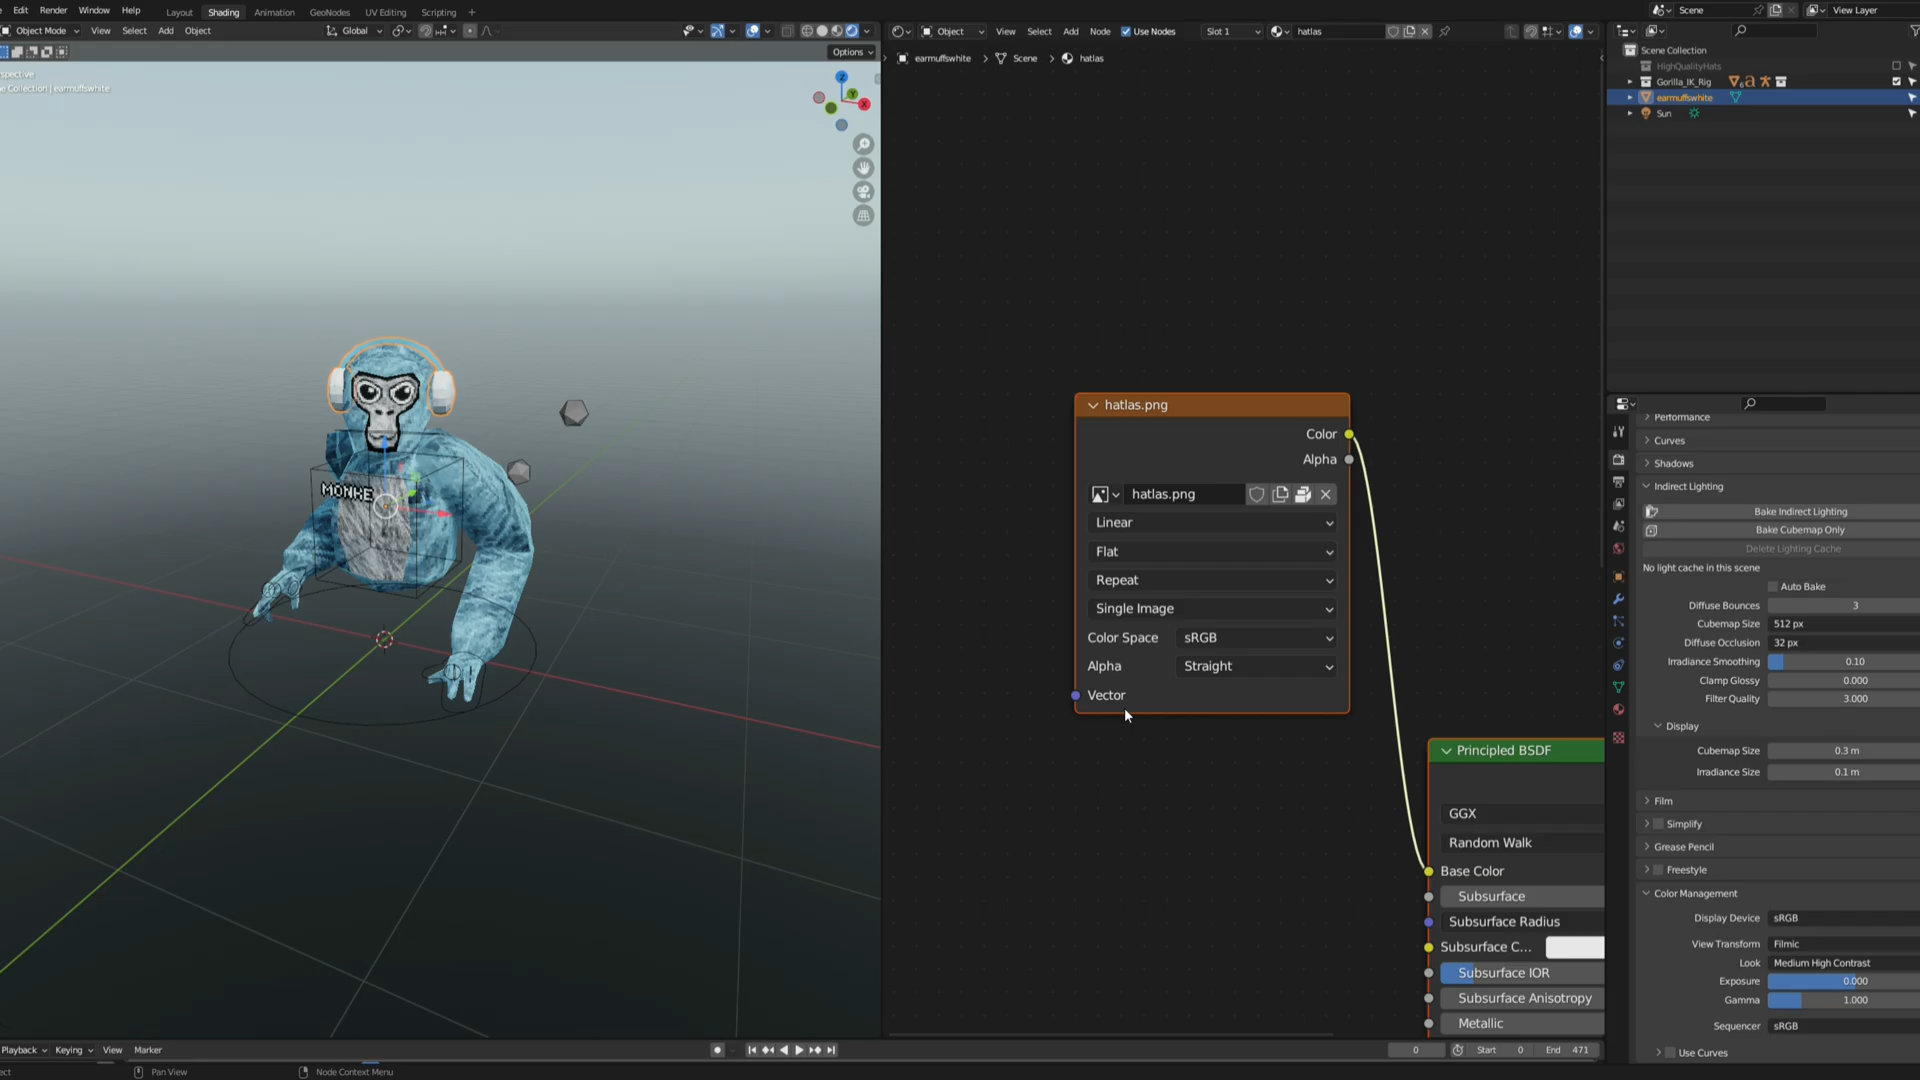 Edit Render Window Help Layout Shading Animation GeoNodes UV Editing Scripting + Scene View Layer
Object Mode View Select Add Object Global Object View Select Add Node Use Nodes Slot 1 hatlas
Options
spective
e Collection | earmuffswhite
Z
Y
X
MONKE
earmuffswhite > Scene > hatlas
hatlas.png
Color
Alpha
hatlas.png
Linear
Flat
Repeat
Single Image
Color Space sRGB
Alpha Straight
Vector
Principled BSDF
GGX
Random Walk
Base Color
Subsurface
Subsurface Radius
Subsurface C...
Subsurface IOR
Subsurface Anisotropy
Metallic
Scene Collection
HighQualityHats
Gorilla_IK_Rig
earmuffswhite
Sun
Performance
Curves
Shadows
Indirect Lighting
Bake Indirect Lighting
Bake Cubemap Only
Delete Lighting Cache
No light cache in this scene
Auto Bake
Diffuse Bounces 3
Cubemap Size 512 px
Diffuse Occlusion 32 px
Irradiance Smoothing 0.10
Clamp Glossy 0.000
Filter Quality 3.000
Display
Cubemap Size 0.3 m
Irradiance Size 0.1 m
Film
Simplify
Grease Pencil
Freestyle
Color Management
Display Device sRGB
View Transform Filmic
Look Medium High Contrast
Exposure 0.000
Gamma 1.000
Sequencer sRGB
Use Curves
Playback Keying View Marker 0 Start 0 End 471
ect Pan View Node Context Menu